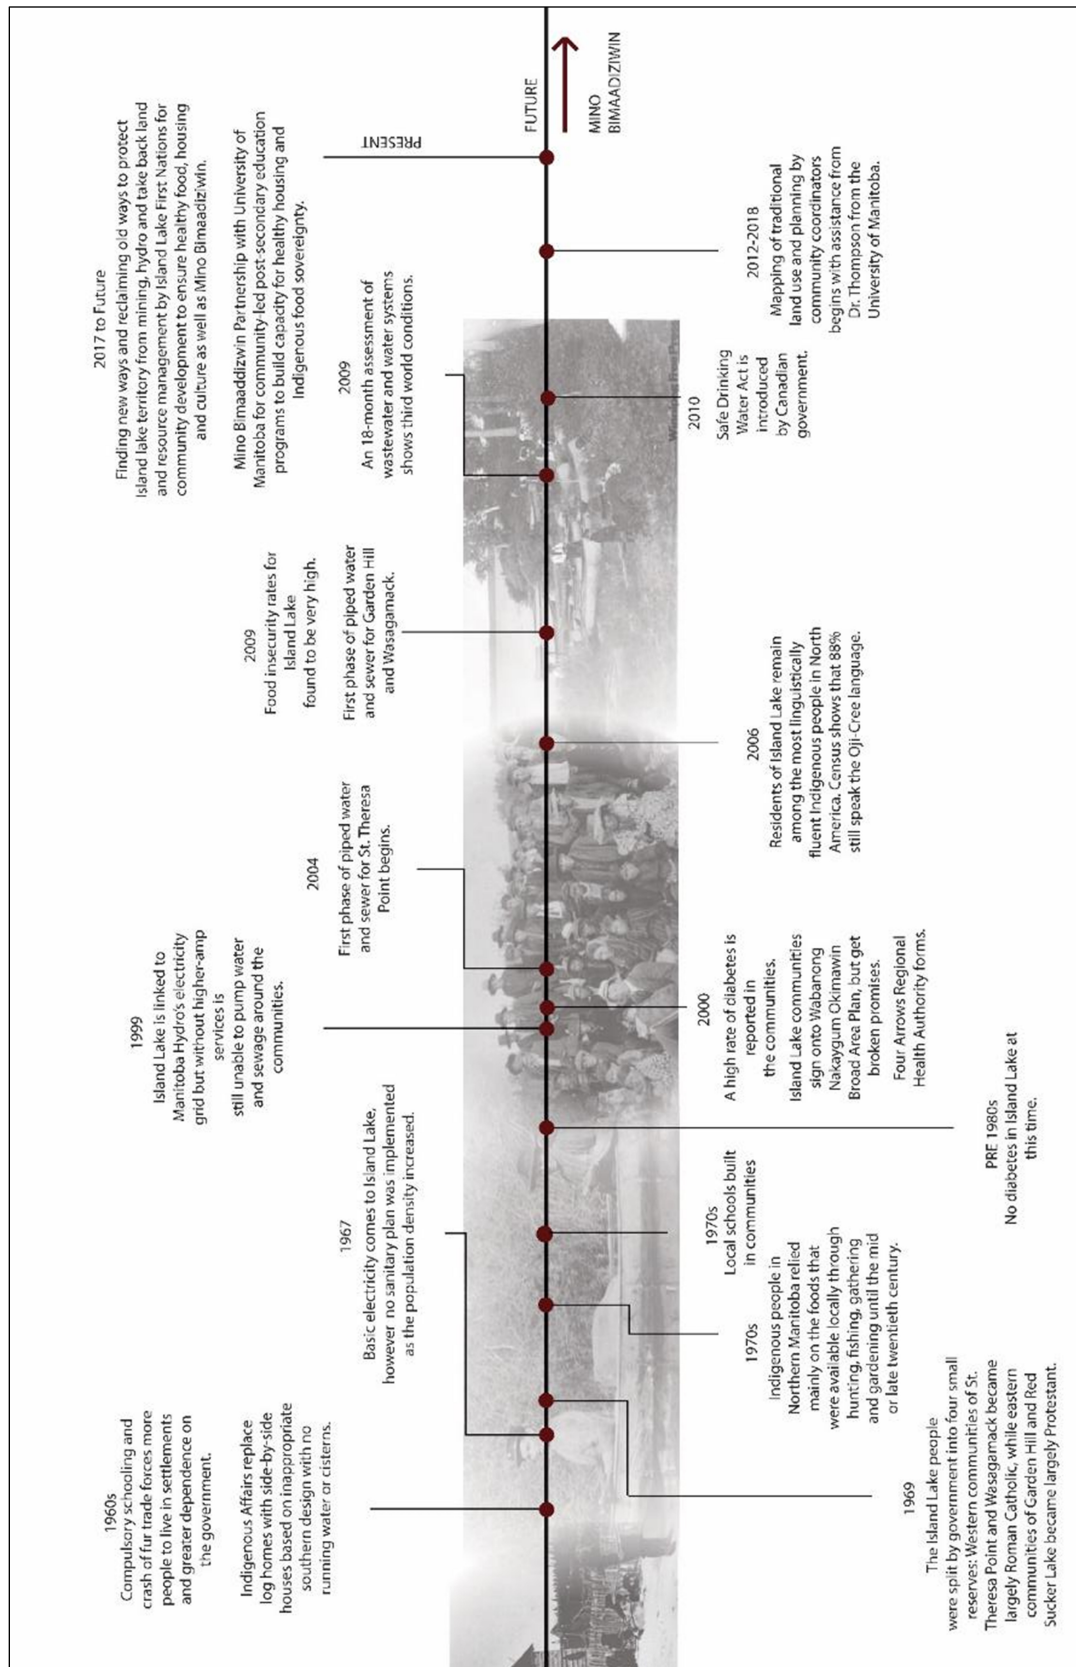 1960s
Compulsory schooling and
crash of fur trade forces more
people to live in settlements
and greater dependence on
the government.
Indigenous Affairs replace
log homes with side-by-side
houses based on inappropriate
southern design with no
running water or cisterns.
1967
Basic electricity comes to Island Lake,
however no sanitary plan was implemented
as the population density increased.
1999
Island Lake is linked to
Manitoba Hydro's electricity
grid but without higher-amp
services is
still unable to pump water
and sewage around the
communities.
2004
First phase of piped water
and sewer for St. Theresa
Point begins.
2009
Food insecurity rates for
Island Lake
found to be very high.
First phase of piped water
and sewer for Garden Hill
and Wasagamack.
2009
An 18-month assessment of
wastewater and water systems
shows third world conditions.
2017 to Future
Finding new ways and reclaiming old ways to protect
Island lake territory from mining, hydro and take back land
and resource management by Island Lake First Nations for
community development to ensure healthy food, housing
and culture as well as Mino Bimaadiziwin.
Mino Bimaaddizwin Partnership with University of
Manitoba for community-led post-secondary education
programs to build capacity for healthy housing and
Indigenous food sovereignty.
PRESENT
FUTURE
MINO
BIMAADIZIWIN
1969
The Island Lake people
were split by government into four small
reserves: Western communities of St.
Theresa Point and Wasagamack became
largely Roman Catholic, while eastern
communities of Garden Hill and Red
Sucker Lake became largely Protestant.
1970s
Indigenous people in
Northern Manitoba relied
mainly on the foods that
were available locally through
hunting, fishing, gathering
and gardening until the mid
or late twentieth century.
1970s
Local schools built
in communities
PRE 1980s
No diabetes in Island Lake at
this time.
2000
A high rate of diabetes is
reported in
the communities.
Island Lake communities
sign onto Wabanong
Nakaygum Okimawin
Broad Area Plan, but get
broken promises.
Four Arrows Regional
Health Authority forms.
2006
Residents of Island Lake remain
among the most linguistically
fluent Indigenous people in North
America. Census shows that 88%
still speak the Oji-Cree language.
2010
Safe Drinking
Water Act is
introduced
by Canadian
government.
2012-2018
Mapping of traditional
land use and planning by
community coordinators
begins with assistance from
Dr. Thompson from the
University of Manitoba.